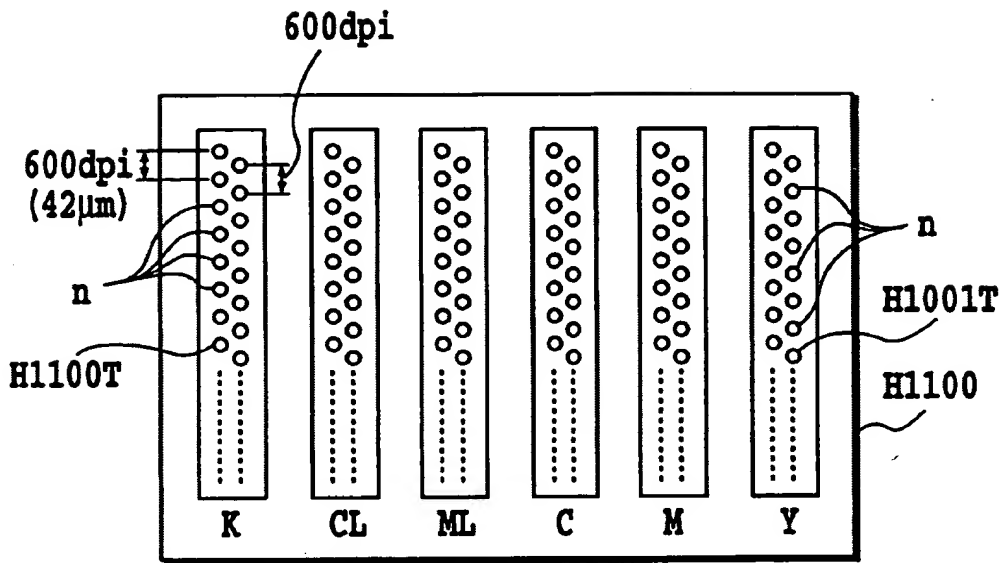 600dpi
600dpi
(42μm)
n
n
H1001T
H1100T
H1100
K CL ML C M Y